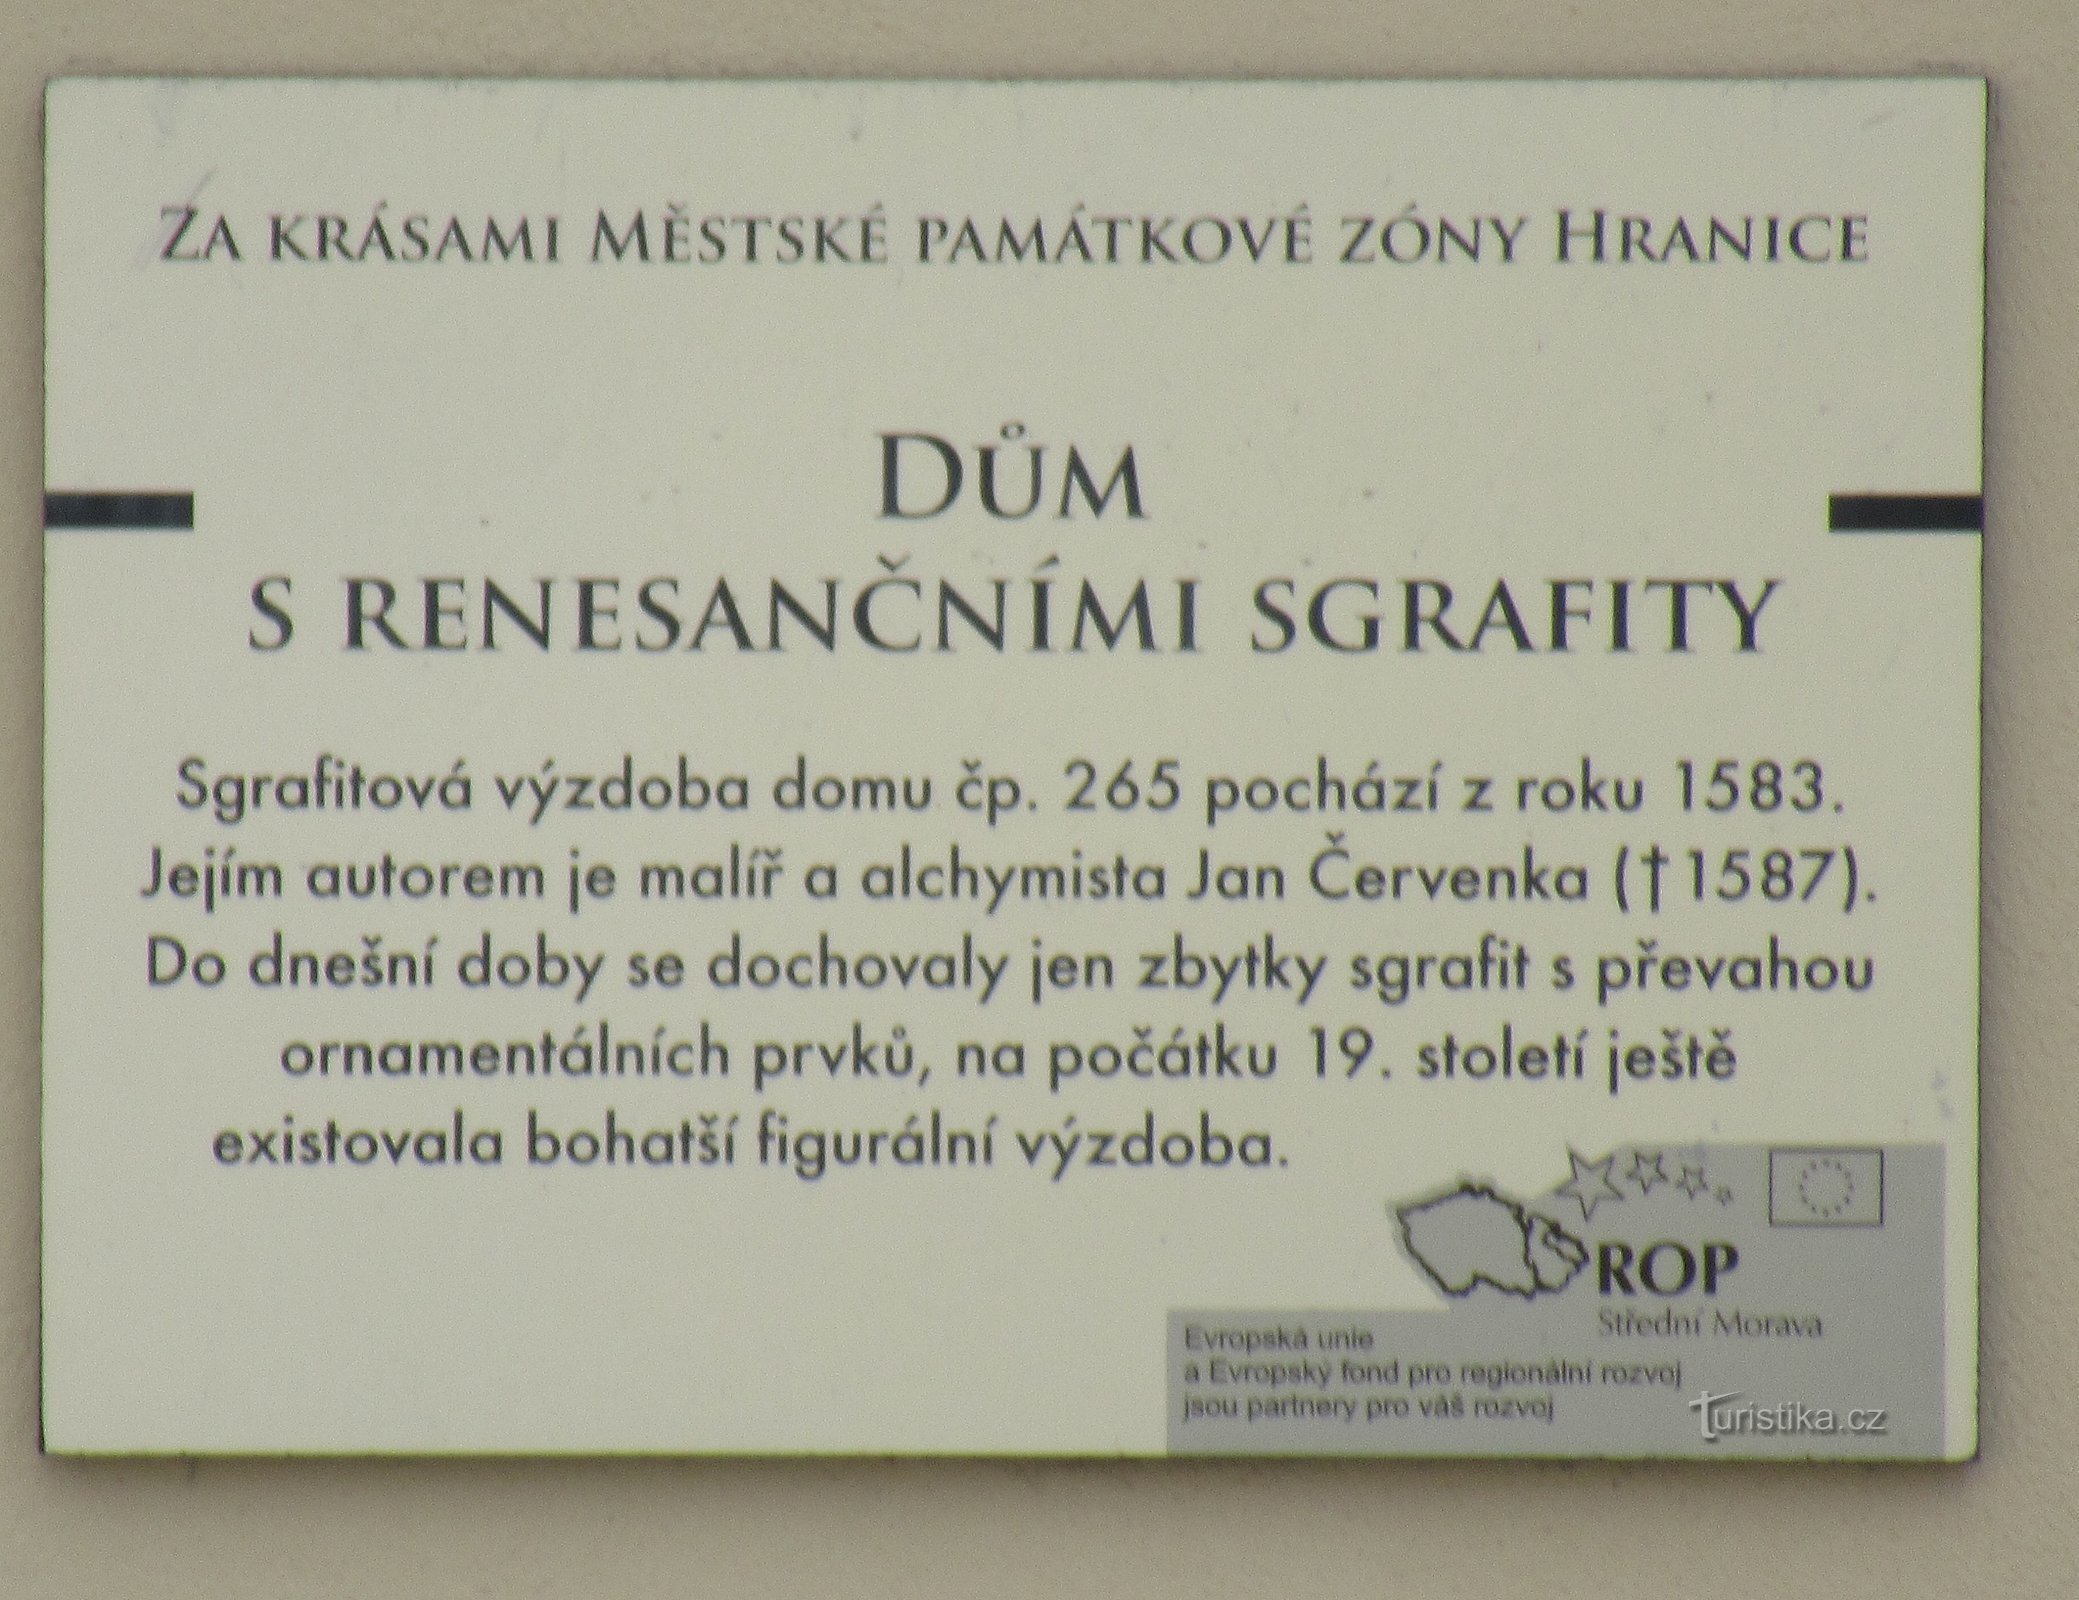 Za krásami Městské památkové zóny Hranice
Dům
s renesančními sgrafity
Sgrafitová výzdoba domu čp. 265 pochází z roku 1583.
Jejím autorem je malíř a alchymista Jan Červenka († 1587).
Do dnešní doby se dochovaly jen zbytky sgrafit s převahou
ornamentálních prvků, na počátku 19. století ještě
existovala bohatší figurální výzdoba.
ROP
Střední Morava
Evropská unie
a Evropský fond pro regionální rozvoj
jsou partnery pro váš rozvoj
Turistika.cz